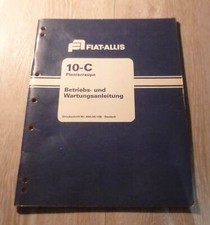 FIAT-ALLIS
10-C
Planierraupe
Betriebs- und
Wartungsanleitung